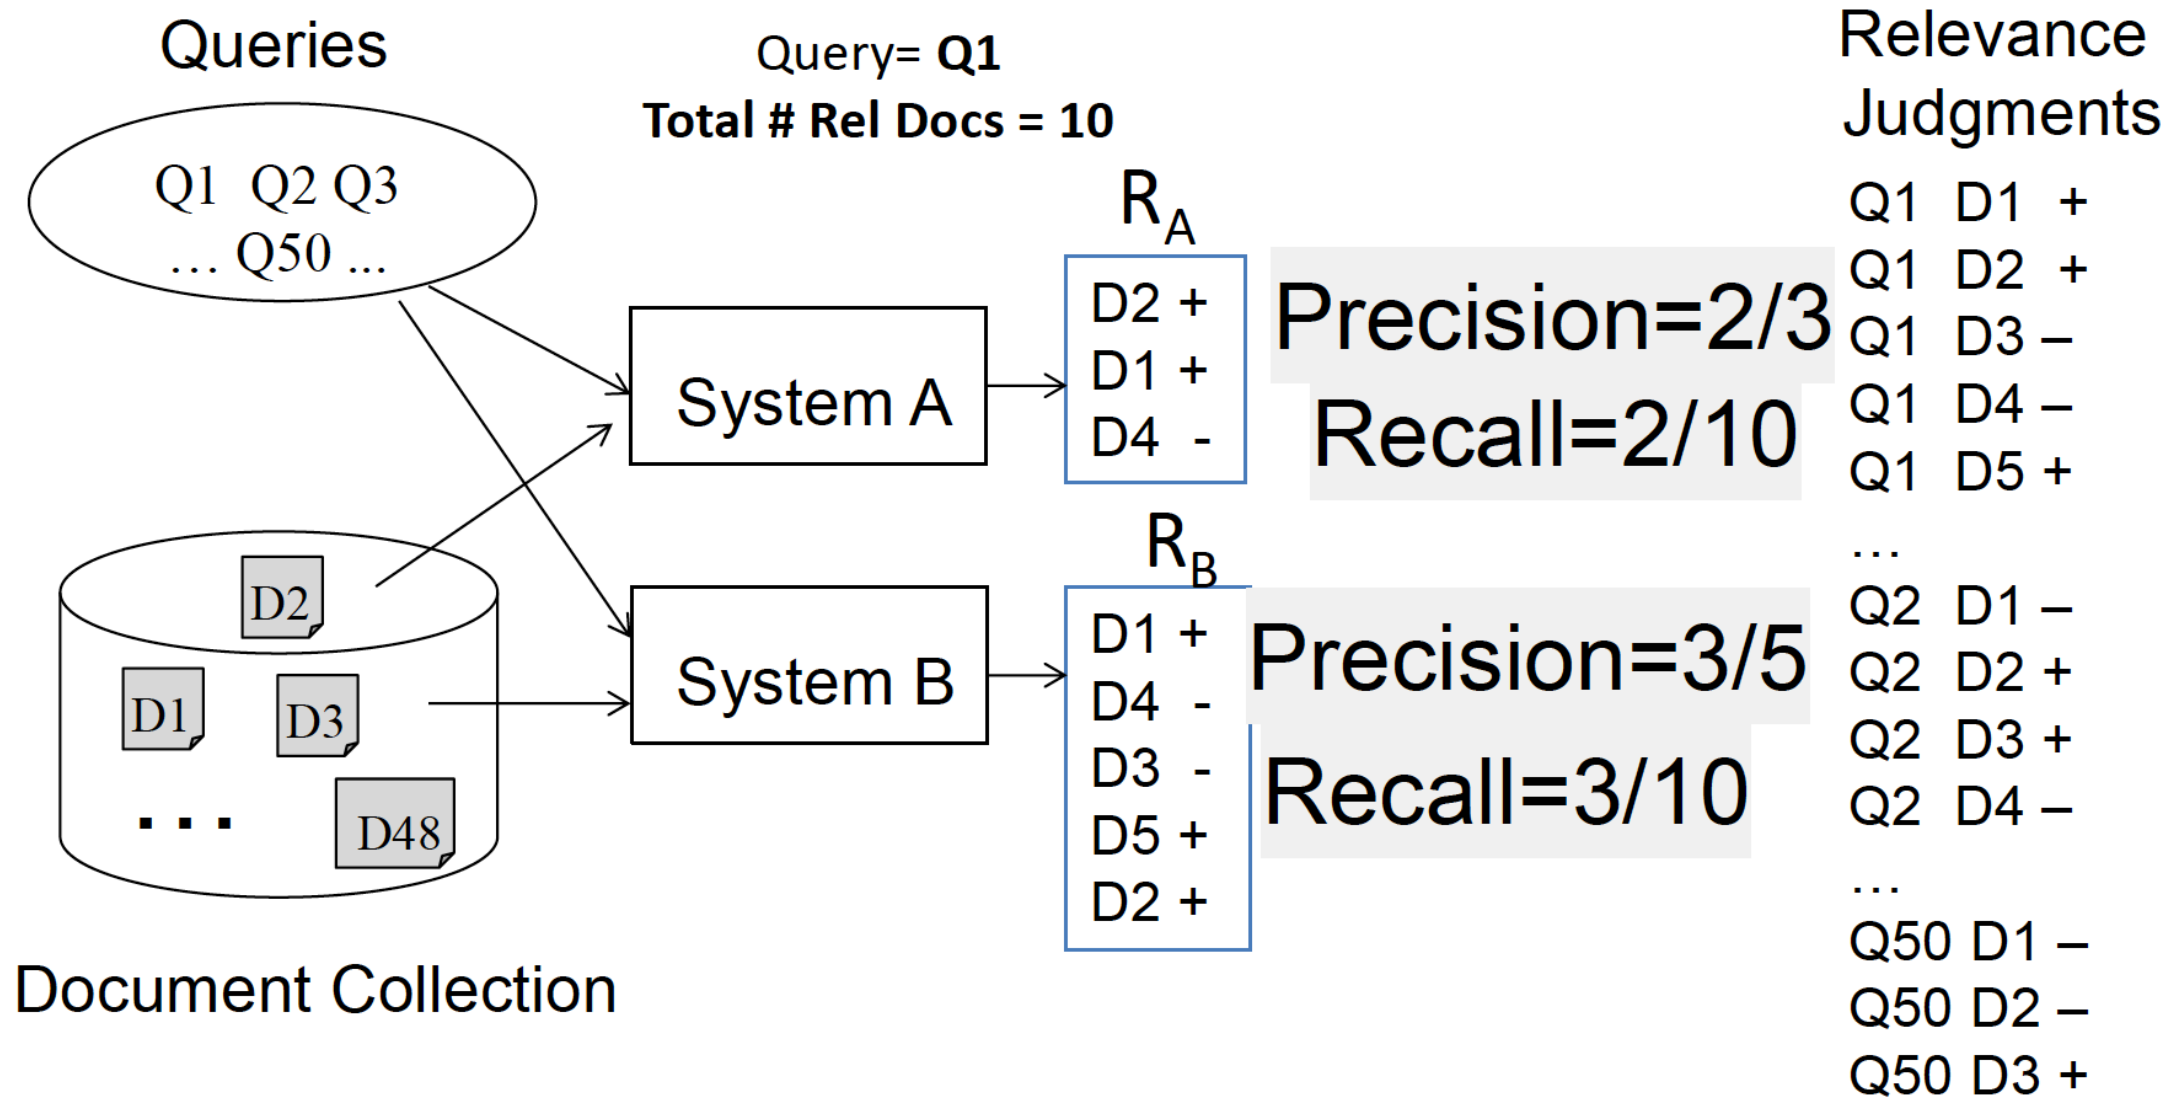 Queries
Q1 Q2 Q3
… Q50 ...
Query= Q1
Total # Rel Docs = 10
System A
R_A
D2 +
D1 +
D4 -
Precision=2/3
Recall=2/10
D2
D1
D3
...
D48
Document Collection
System B
R_B
D1 +
D4 -
D3 -
D5 +
D2 +
Precision=3/5
Recall=3/10
Relevance
Judgments
Q1 D1 +
Q1 D2 +
Q1 D3 –
Q1 D4 –
Q1 D5 +
…
Q2 D1 –
Q2 D2 +
Q2 D3 +
Q2 D4 –
…
Q50 D1 –
Q50 D2 –
Q50 D3 +